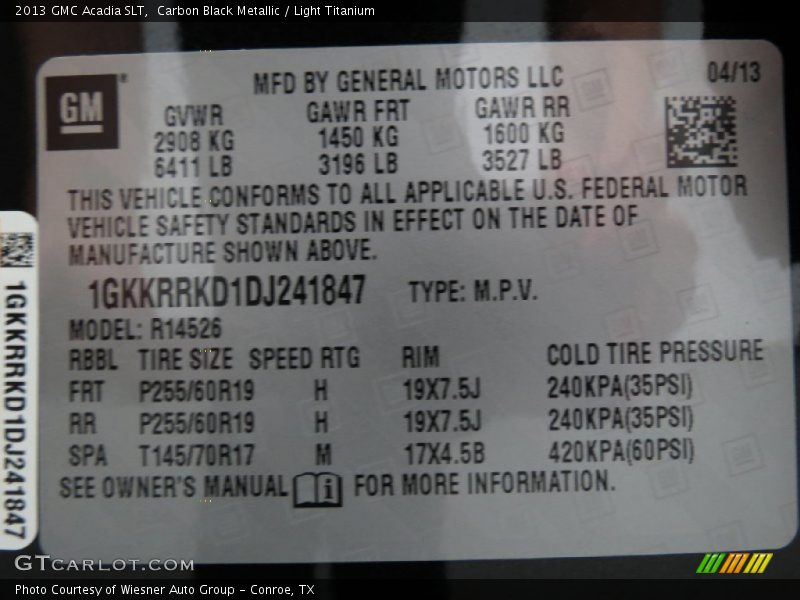 2013 GMC Acadia SLT,  Carbon Black Metallic / Light Titanium
GM ®
MFD BY GENERAL MOTORS LLC 04/13
GVWR GAWR FRT GAWR RR
2908 KG 1450 KG 1600 KG
6411 LB 3196 LB 3527 LB
THIS VEHICLE CONFORMS TO ALL APPLICABLE U.S. FEDERAL MOTOR
VEHICLE SAFETY STANDARDS IN EFFECT ON THE DATE OF
MANUFACTURE SHOWN ABOVE.
1GKKRRKD1DJ241847 TYPE: M.P.V.
MODEL: R14526
RBBL TIRE SIZE SPEED RTG RIM COLD TIRE PRESSURE
FRT P255/60R19 H 19X7.5J 240KPA(35PSI)
RR P255/60R19 H 19X7.5J 240KPA(35PSI)
SPA T145/70R17 M 17X4.5B 420KPA(60PSI)
SEE OWNER'S MANUAL i FOR MORE INFORMATION.
1GKKRRKD1DJ241847
GTCARLOT.COM
Photo Courtesy of Wiesner Auto Group - Conroe, TX